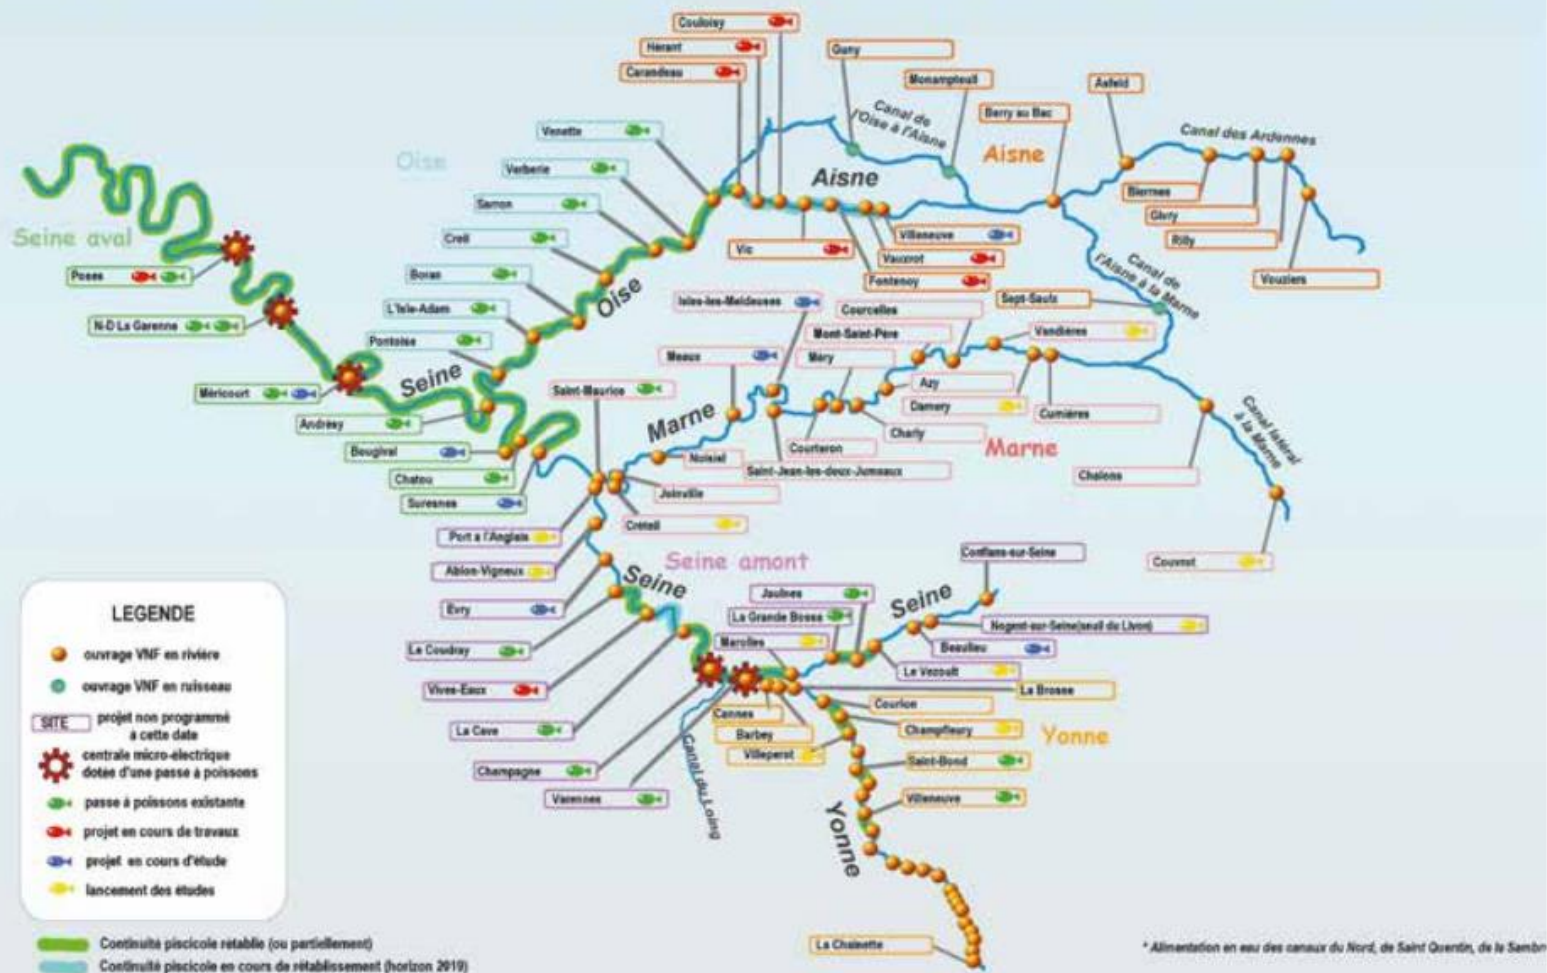 Couloisy
Hérant
Carandeau
Guny
Monampteuil
Berry au Bac
Asfeld
Canal de
l'Oise à l'Aisne
Canal des Ardennes
Aisne
Aisne
Oise
Venette
Verberie
Sarron
Creil
Boran
L'Isle-Adam
Pontoise
Oise
Biermes
Givry
Rilly
Vouziers
Vic
Villeneuve
Vauxrot
Fontenoy
Canal de
l'Aisne à la Marne
Sept-Saulx
Seine aval
Poses
N-D La Garenne
Méricourt
Seine
Andrésy
Bougival
Chatou
Suresnes
Isles-les-Meldeuses
Courcelles
Mont-Saint-Père
Méry
Vandières
Meaux
Saint-Maurice
Azy
Damery
Cumières
Charly
Courteron
Marne
Marne
Noisiel
Saint-Jean-les-deux-Jumeaux
Joinville
Créteil
Chalons
Canal latéral
à la Marne
Couvrot
Port à l'Anglais
Ablon-Vigneux
Evry
Le Coudray
Vives-Eaux
La Cave
Champagne
Varennes
Seine amont
Seine
Seine
Conflans-sur-Seine
Jaulnes
La Grande Bosse
Marolles
Nogent-sur-Seine(seuil du Livon)
Beaulieu
Le Vezoult
La Brosse
Cannes
Barbey
Villeperot
Courlon
Champfleury
Saint-Bond
Villeneuve
Yonne
Yonne
Canal du Loing
La Chainette
LEGENDE
ouvrage VNF en rivière
ouvrage VNF en ruisseau
SITE projet non programmé
à cette date
centrale micro-électrique
dotée d'une passe à poissons
passe à poissons existante
projet en cours de travaux
projet en cours d'étude
lancement des études
Continuité piscicole rétablie (ou partiellement)
Continuité piscicole en cours de rétablissement (horizon 2019)
* Alimentation en eau des canaux du Nord, de Saint Quentin, de la Sambr